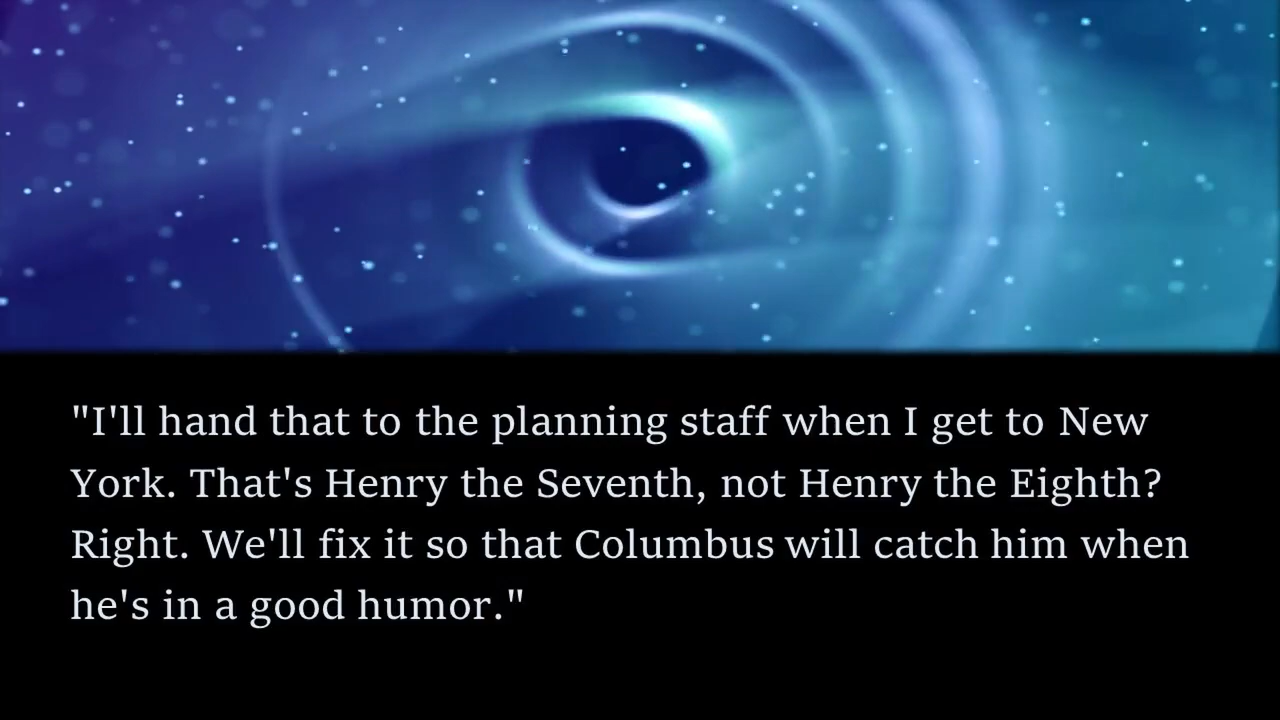 "I'll hand that to the planning staff when I get to New
York. That's Henry the Seventh, not Henry the Eighth?
Right. We'll fix it so that Columbus will catch him when
he's in a good humor."